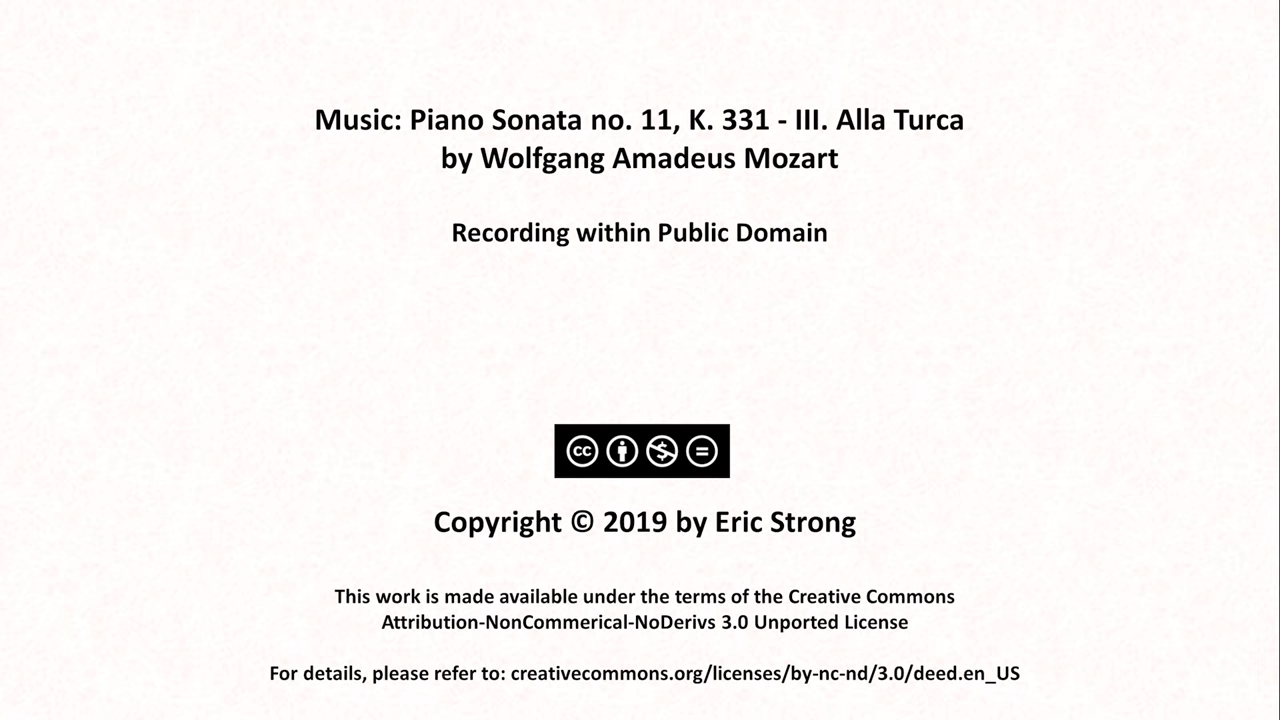 Music: Piano Sonata no. 11, K. 331 - III. Alla Turca
by Wolfgang Amadeus Mozart
Recording within Public Domain
cc
Copyright © 2019 by Eric Strong
This work is made available under the terms of the Creative Commons
Attribution-NonCommerical-NoDerivs 3.0 Unported License
For details, please refer to: creativecommons.org/licenses/by-nc-nd/3.0/deed.en_US